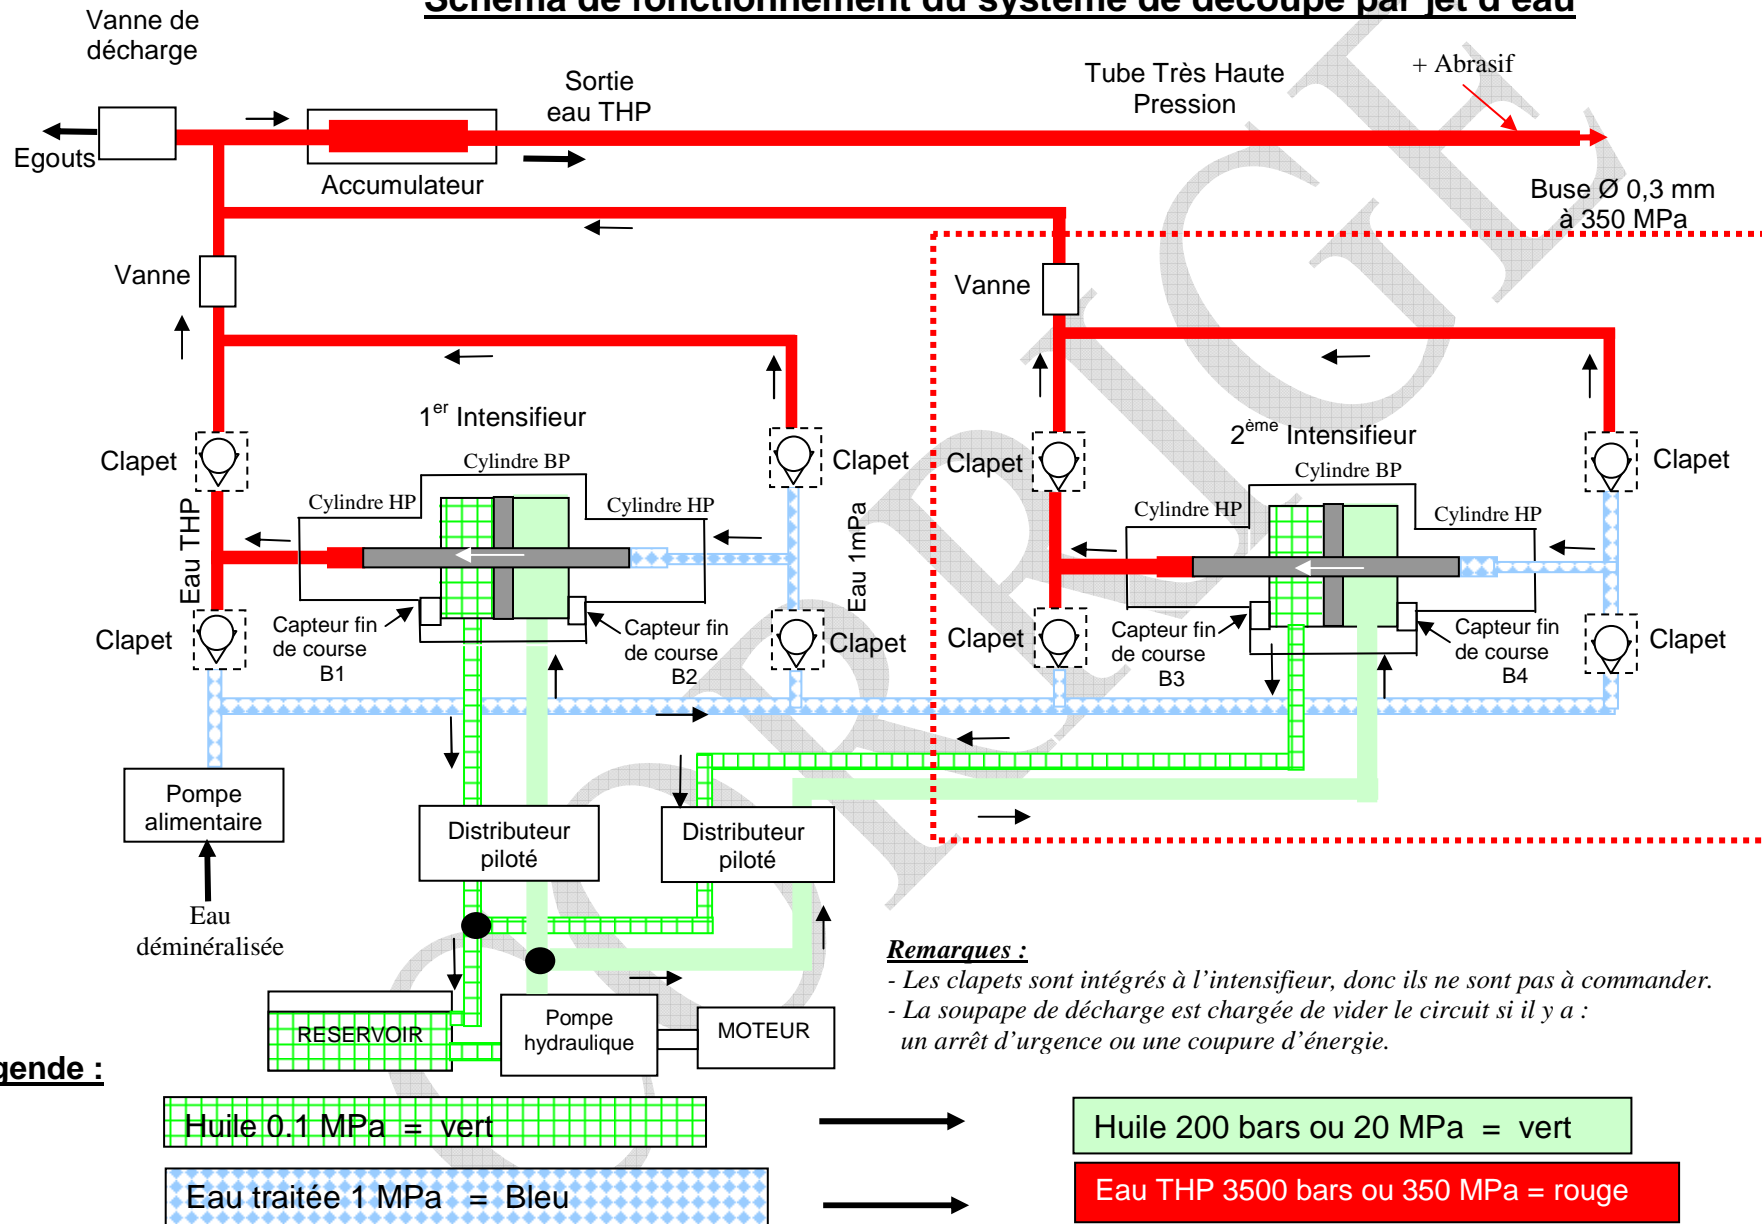 Schéma de fonctionnement du système de découpe par jet d'eau
Vanne de
décharge
Sortie
eau THP
Tube Très Haute
Pression
+ Abrasif
Egouts
Accumulateur
Buse Ø 0,3 mm
à 350 MPa
Vanne
Vanne
1er Intensifieur
2ème Intensifieur
Clapet
Cylindre BP
Clapet
Clapet
Cylindre BP
Clapet
Cylindre HP
Cylindre HP
Cylindre HP
Cylindre HP
Eau THP
Eau 1mPa
Clapet
Capteur fin
de course
B1
Capteur fin
de course
B2
Clapet
Clapet
Capteur fin
de course
B3
Capteur fin
de course
B4
Clapet
Pompe
alimentaire
Distributeur
piloté
Distributeur
piloté
Eau
déminéralisée
Remarques :
- Les clapets sont intégrés à l'intensifieur, donc ils ne sont pas à commander.
- La soupape de décharge est chargée de vider le circuit si il y a :
un arrêt d'urgence ou une coupure d'énergie.
RESERVOIR
Pompe
hydraulique
MOTEUR
gende :
Huile 0.1 MPa = vert
Huile 200 bars ou 20 MPa = vert
Eau traitée 1 MPa = Bleu
Eau THP 3500 bars ou 350 MPa = rouge
CORRIGE